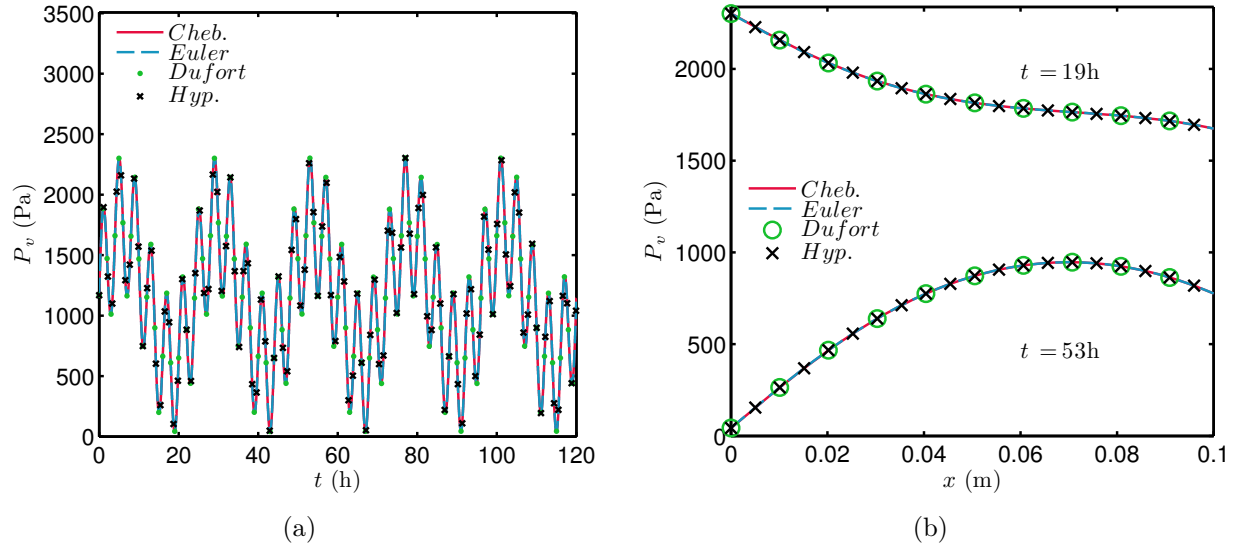 3500
3000
2500
2000
1500
1000
500
0
P_v (Pa)
Cheb.
Euler
Dufort
Hyp.
0 20 40 60 80 100 120
t (h)
(a)
2000
1500
1000
500
0
P_v (Pa)
t = 19h
Cheb.
Euler
Dufort
Hyp.
t = 53h
0 0.02 0.04 0.06 0.08 0.1
x (m)
(b)